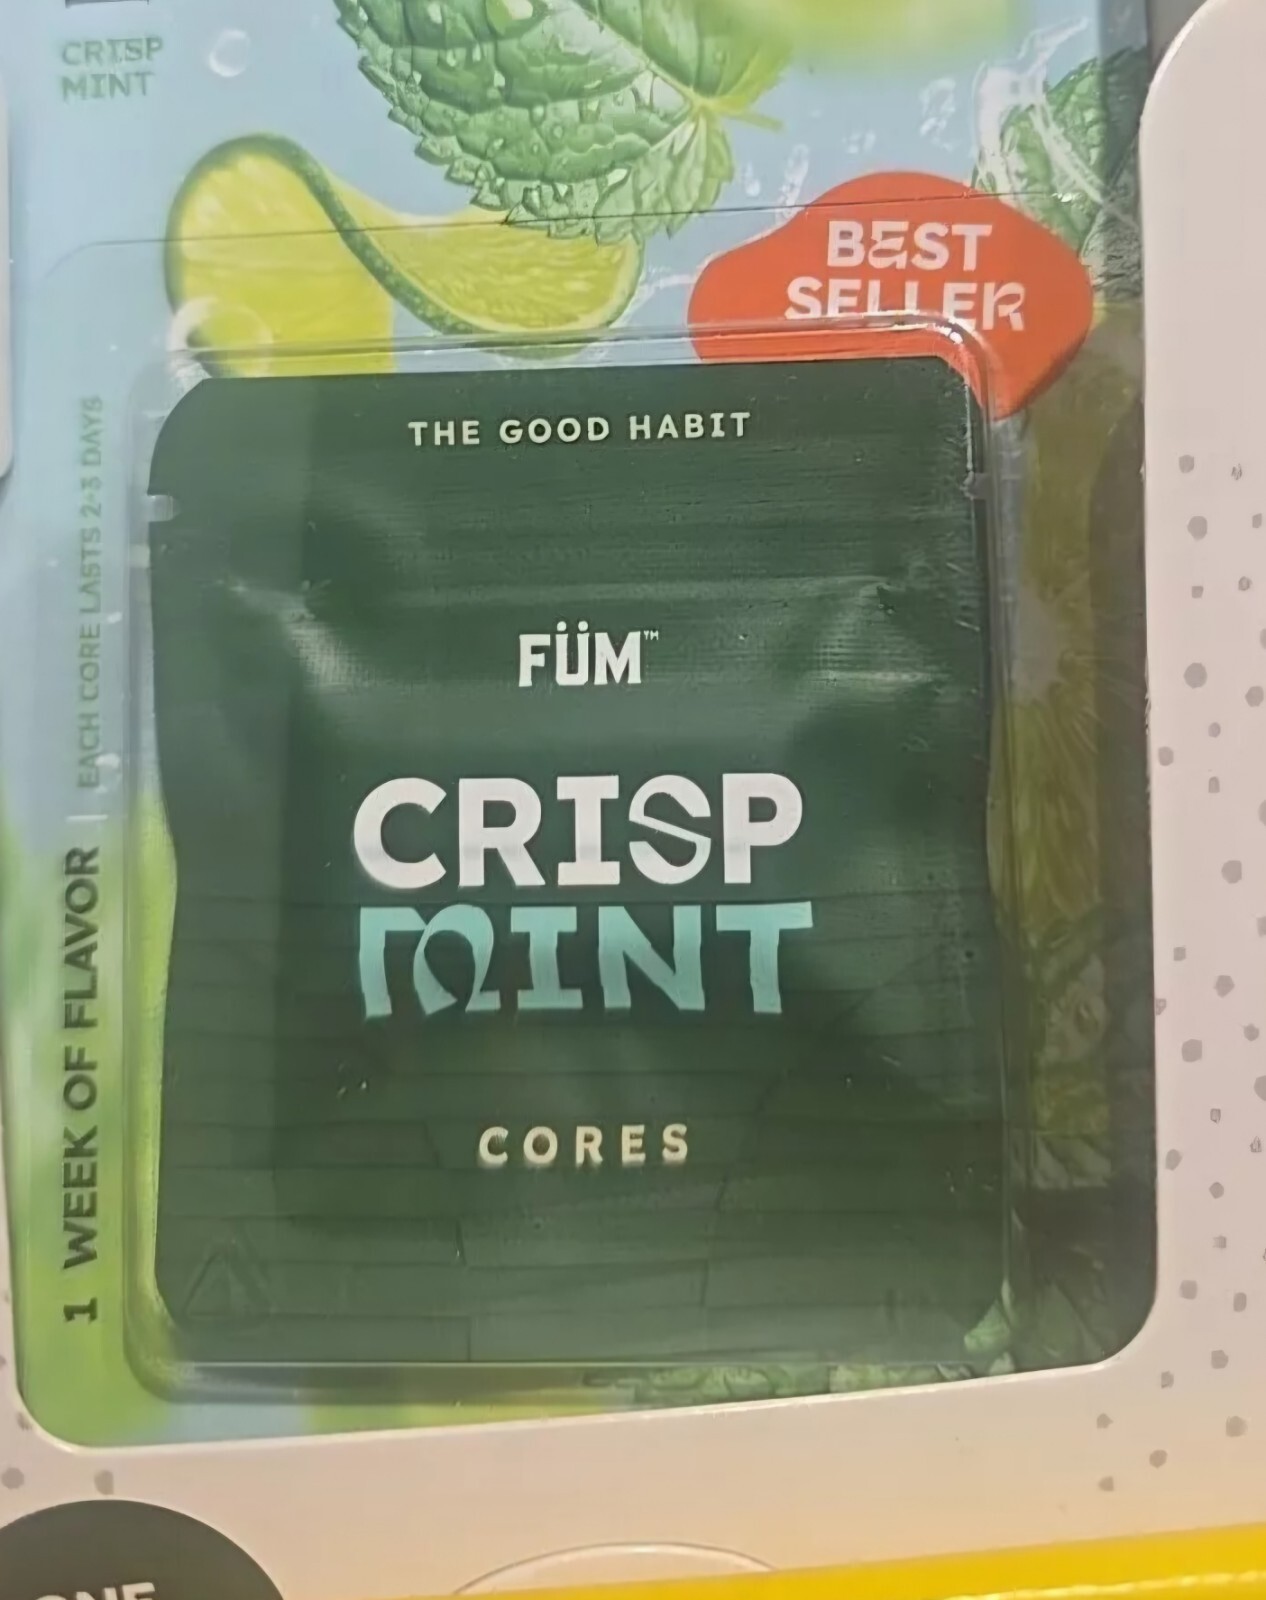 CRISP
MINT
BEST
SELLER
THE GOOD HABIT
FÜM™
CRISP
MINT
CORES
1 WEEK OF FLAVOR | EACH CORE LASTS 2-3 DAYS